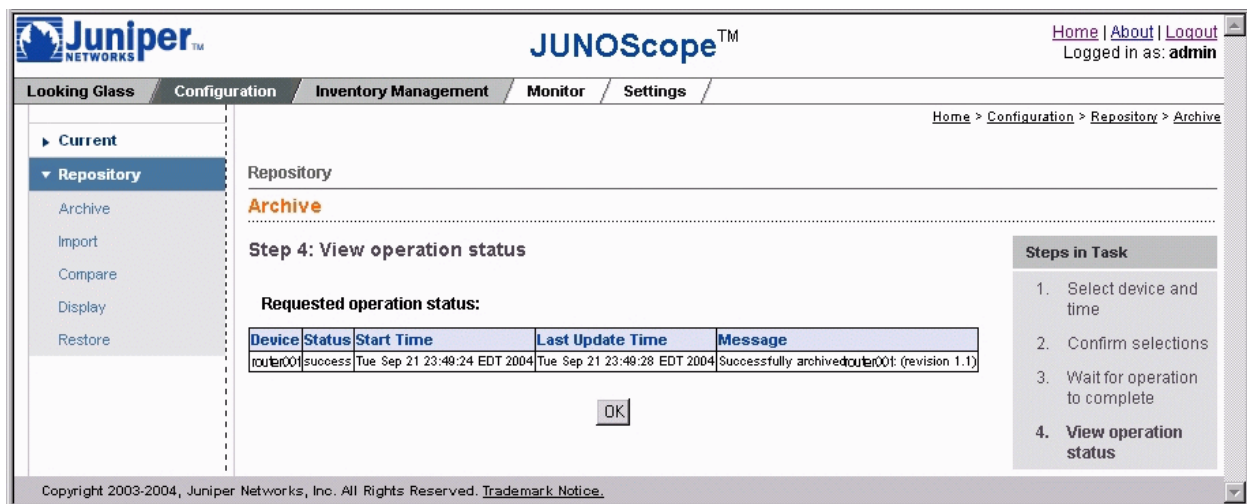 Juniper™
NETWORKS
JUNOScope™
Home | About | Logout
Logged in as: admin
Looking Glass / Configuration / Inventory Management / Monitor / Settings /
Home > Configuration > Repository > Archive
Current
Repository
Archive
Import
Compare
Display
Restore
Repository
Archive
Step 4: View operation status
Requested operation status:
Device Status Start Time Last Update Time Message
router001 success Tue Sep 21 23:49:24 EDT 2004 Tue Sep 21 23:49:28 EDT 2004 Successfully archived router001: (revision 1.1)
OK
Steps in Task
1. Select device and
time
2. Confirm selections
3. Wait for operation
to complete
4. View operation
status
Copyright 2003-2004, Juniper Networks, Inc. All Rights Reserved. Trademark Notice.